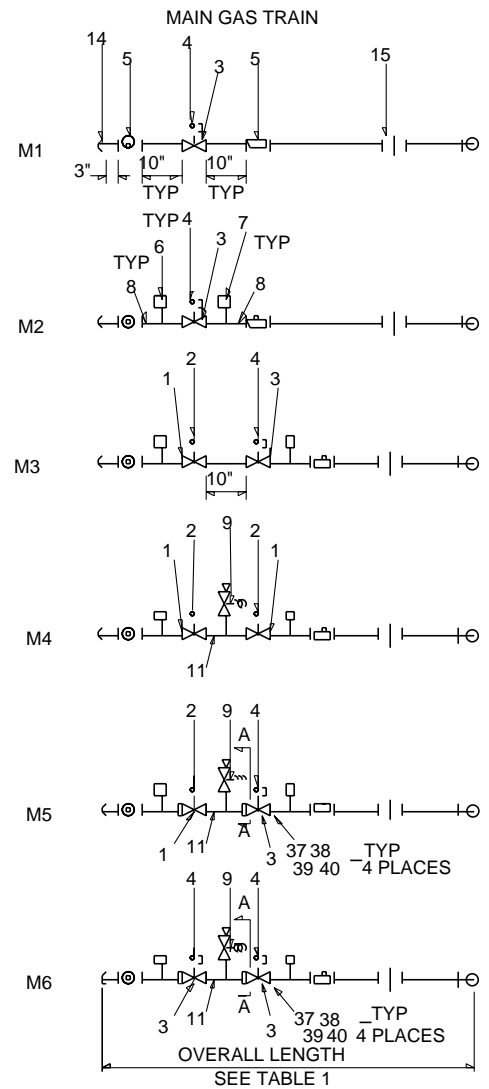 MAIN GAS TRAIN
14 5 4 3 5 15
M1
3" 10" 10"
TYP TYP
TYP 4 3 7
TYP 6 TYP
8 8
M2
1 2 4 3
M3
10"
1 2 9 2 1
M4
11
2 9 4
A
M5
A
1 11 3 37 38 TYP
39 40 4 PLACES
4 9 4
A
M6
A
3 11 3 37 38 TYP
39 40 4 PLACES
OVERALL LENGTH
SEE TABLE 1